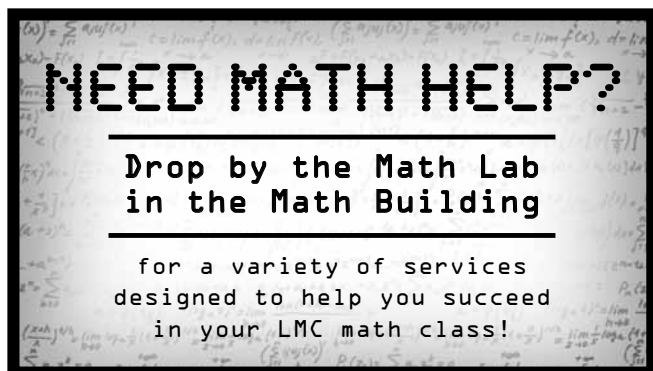 NEED MATH HELP?
Drop by the Math Lab
in the Math Building
for a variety of services
designed to help you succeed
in your LMC math class!